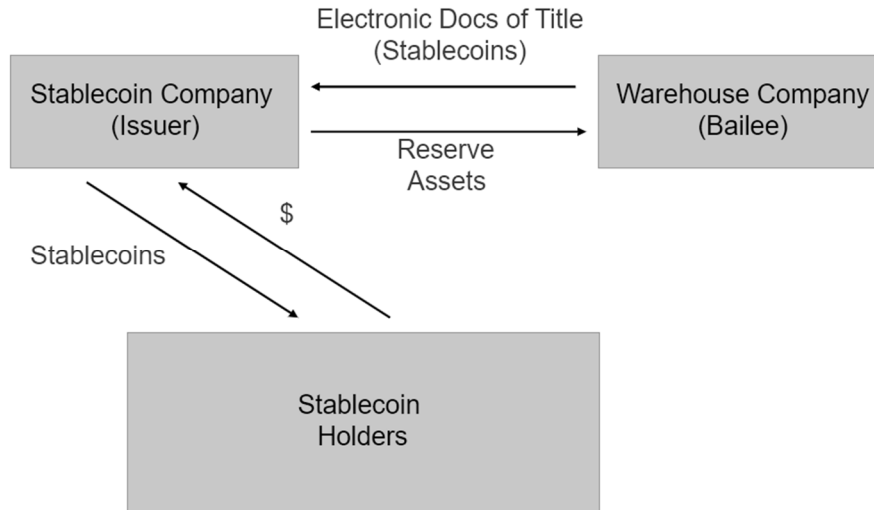 Electronic Docs of Title
(Stablecoins)
Stablecoin Company
(Issuer)
Warehouse Company
(Bailee)
Reserve
Assets
$
Stablecoins
Stablecoin
Holders